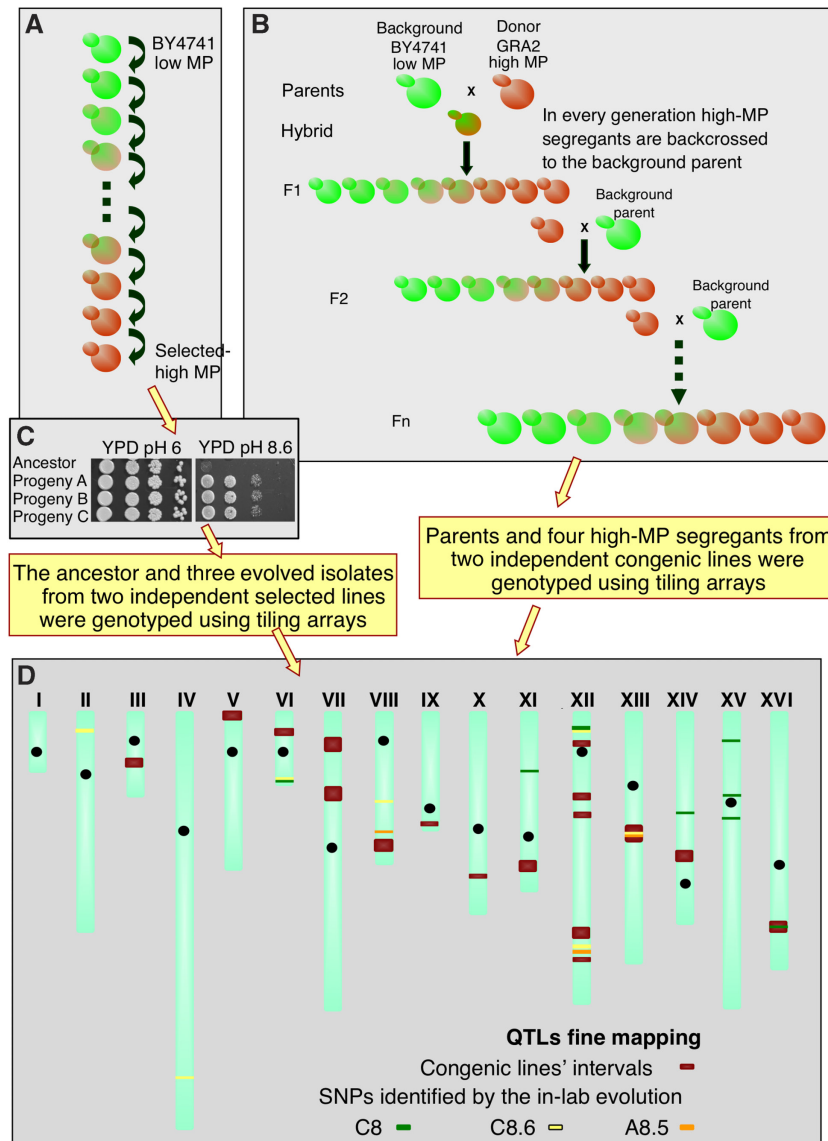 A
BY4741
low MP
Selected-
high MP
B
Background
BY4741
low MP
Donor
GRA2
high MP
Parents
x
Hybrid
In every generation high-MP
segregants are backcrossed
to the background parent
F1
Background
parent
x
F2
Background
parent
x
Fn
C
YPD pH 6 YPD pH 8.6
Ancestor
Progeny A
Progeny B
Progeny C
The ancestor and three evolved isolates
from two independent selected lines
were genotyped using tiling arrays
Parents and four high-MP segregants from
two independent congenic lines were
genotyped using tiling arrays
D
I II III IV V VI VII VIII IX X XI XII XIII XIV XV XVI
QTLs fine mapping
Congenic lines' intervals
SNPs identified by the in-lab evolution
C8 C8.6 A8.5